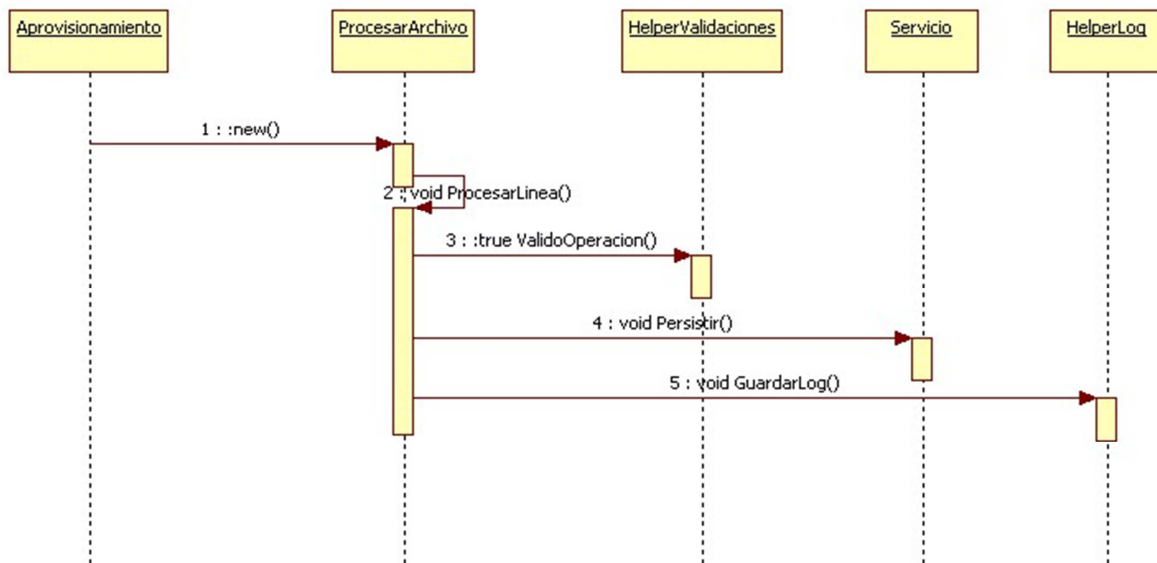 Aprovisionamiento
ProcesarArchivo
HelperValidaciones
Servicio
HelperLog
1 : :new()
2 : void ProcesarLinea()
3 : :true ValidoOperacion()
4 : void Persistir()
5 : void GuardarLog()